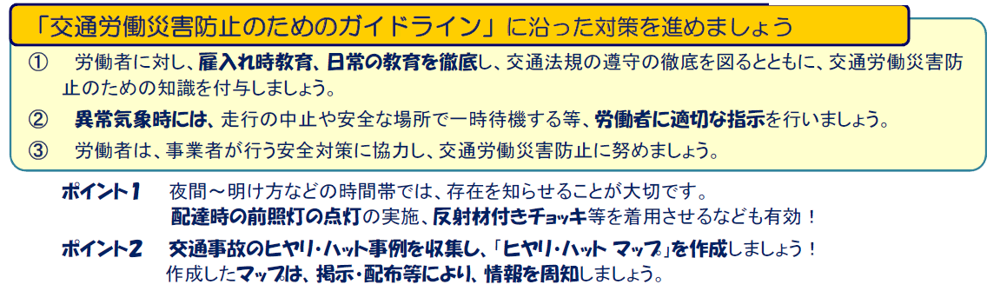 「交通労働災害防止のためのガイドライン」に沿った対策を進めましょう
① 労働者に対し、雇入れ時教育、日常の教育を徹底し、交通法規の遵守の徹底を図るとともに、交通労働災害防
止のための知識を付与しましょう。
② 異常気象時には、走行の中止や安全な場所で一時待機する等、労働者に適切な指示を行いましょう。
③ 労働者は、事業者が行う安全対策に協力し、交通労働災害防止に努めましょう。
ポイント1 夜間～明け方などの時間帯では、存在を知らせることが大切です。
配達時の前照灯の点灯の実施、反射材付きチョッキ等を着用させるなども有効！
ポイント2 交通事故のヒヤリ・ハット事例を収集し、「ヒヤリ・ハット マップ」を作成しましょう！
作成したマップは、掲示・配布等により、情報を周知しましょう。